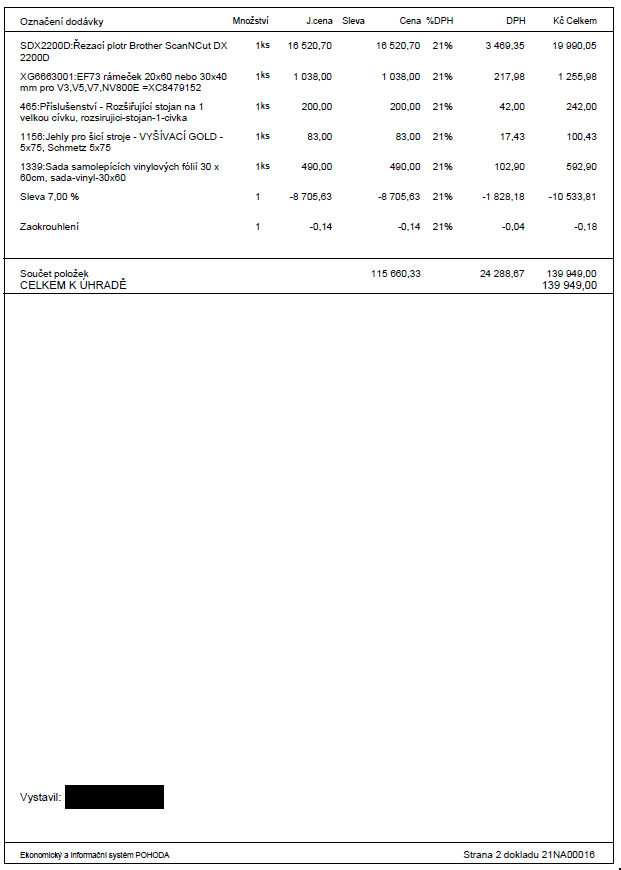 Označení dodávky Množství J.cena Sleva Cena %DPH DPH Kč Celkem
SDX2200D:Řezací plotr Brother ScanNCut DX 1ks 16 520,70 16 520,70 21% 3 469,35 19 990,05
2200D
XG6663001:EF73 rámeček 20x60 nebo 30x40 1ks 1 038,00 1 038,00 21% 217,98 1 255,98
mm pro V3,V5,V7,NV800E =XC8479152
465:Příslušenství - Rozšiřující stojan na 1 1ks 200,00 200,00 21% 42,00 242,00
velkou cívku, rozsirujici-stojan-1-civka
1156:Jehly pro šicí stroje - VYŠÍVACÍ GOLD - 1ks 83,00 83,00 21% 17,43 100,43
5x75, Schmetz 5x75
1339:Sada samolepících vinylových fólií 30 x 1ks 490,00 490,00 21% 102,90 592,90
60cm, sada-vinyl-30x60
Sleva 7,00 % 1 -8 705,63 -8 705,63 21% -1 828,18 -10 533,81
Zaokrouhlení 1 -0,14 -0,14 21% -0,04 -0,18
Součet položek 115 660,33 24 288,67 139 949,00
CELKEM K ÚHRADĚ 139 949,00
Vystavil:
Ekonomický a informační systém POHODA Strana 2 dokladu 21NA00016
.